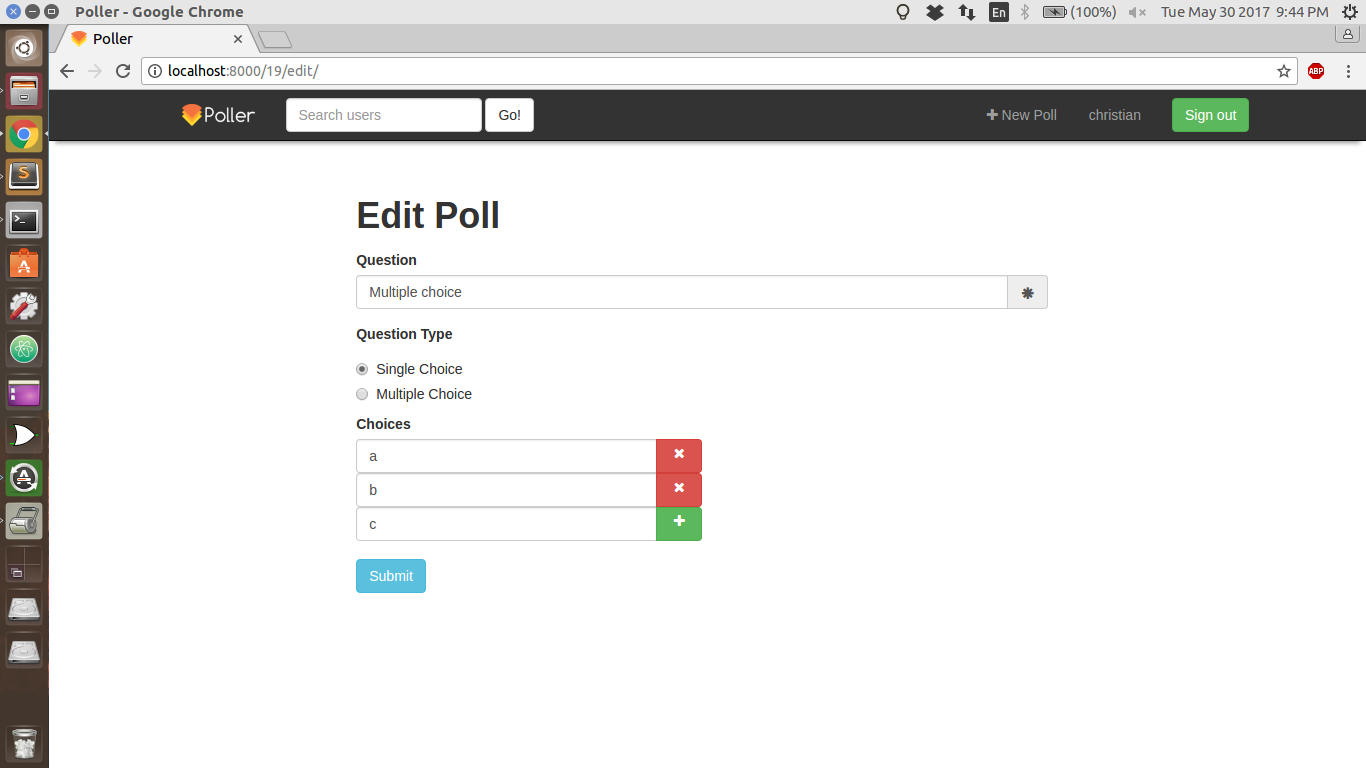 Poller - Google Chrome
En
(100%)
Tue May 30 2017 9:44 PM
Poller
localhost:8000/19/edit/
ABP
Poller
Search users
Go!
New Poll
christian
Sign out
Edit Poll
Question
Multiple choice
Question Type
Single Choice
Multiple Choice
Choices
a
b
c
Submit